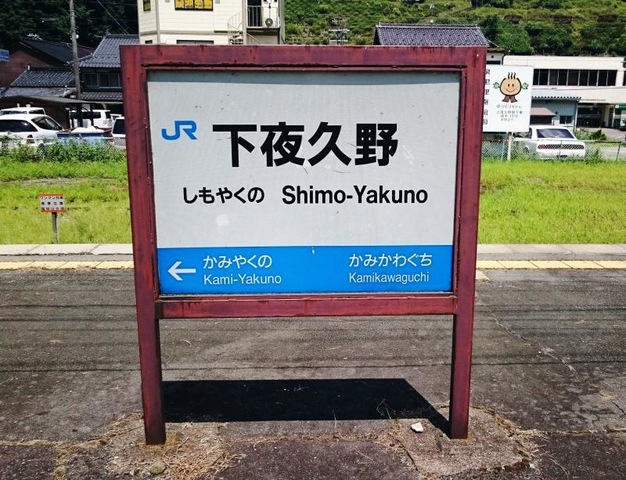 JR 下夜久野
しもやくの Shimo-Yakuno
← かみやくの かみかわぐち
Kami-Yakuno Kamikawaguchi